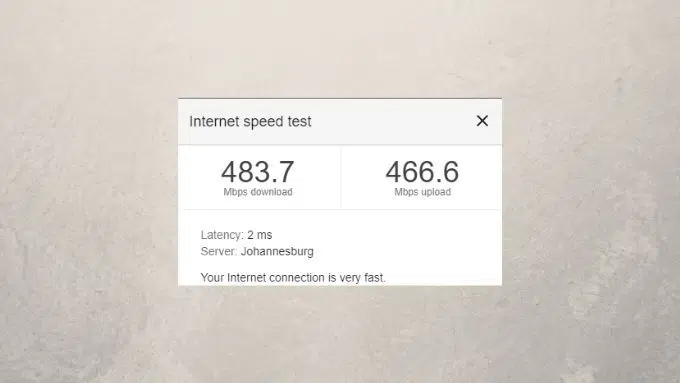 Internet speed test
483.7 466.6
Mbps download Mbps upload
Latency: 2 ms
Server: Johannesburg
Your Internet connection is very fast.